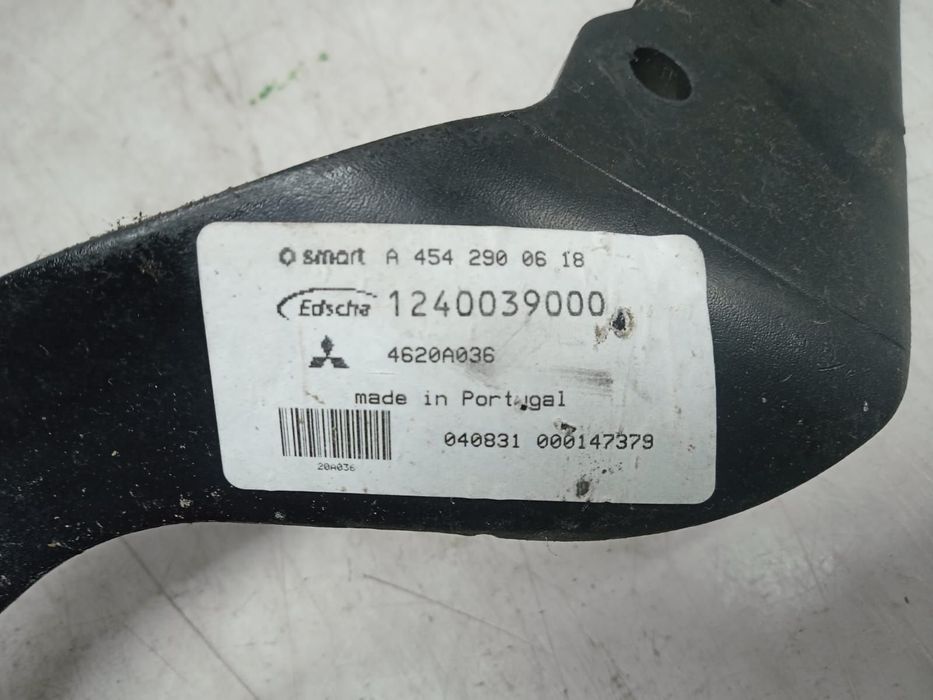 smart A 454 290 06 18
Edscha 1240039000
4620A036
made in Portugal
040831 000147379
20A036